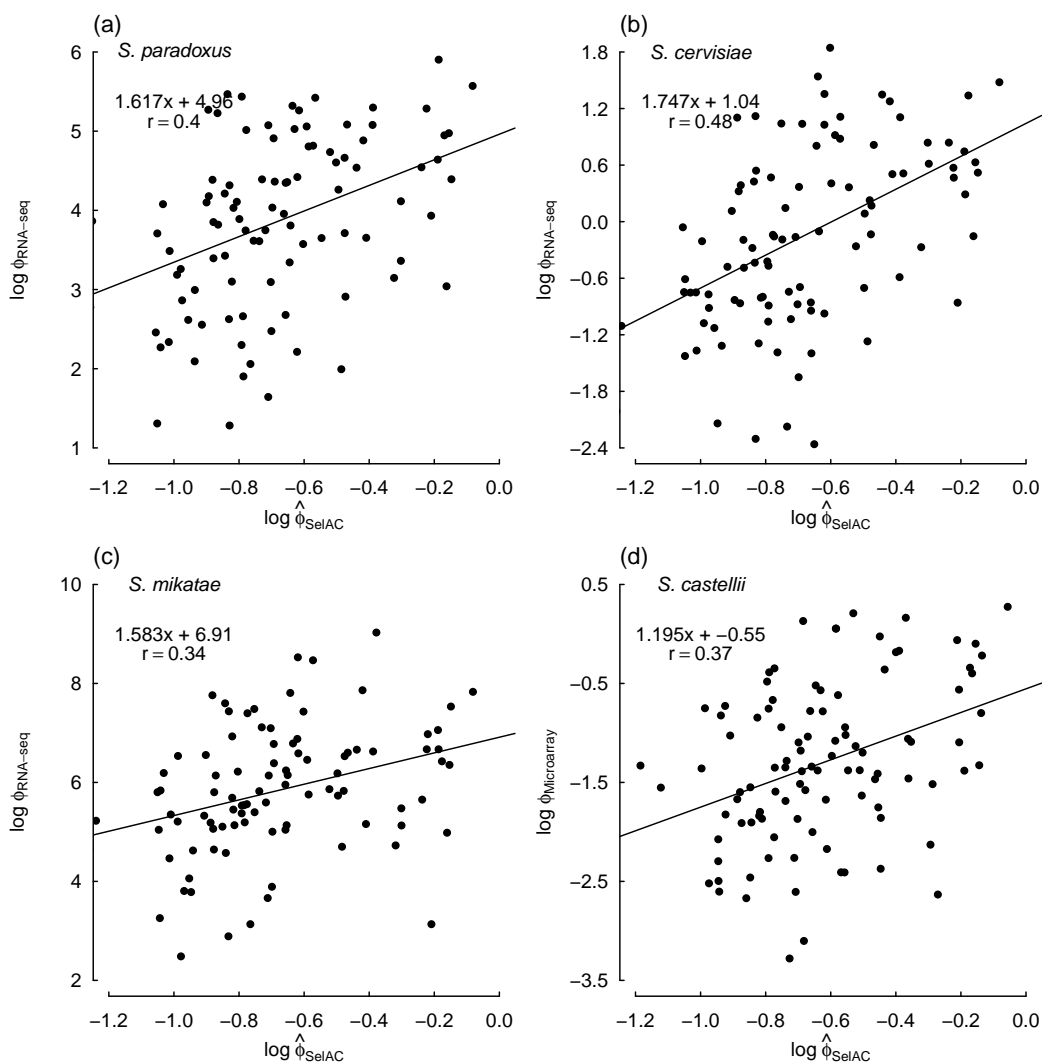 (a)
S. paradoxus
1.617x + 4.96
r = 0.4
6
5
4
3
2
1
log ϕRNA−seq
−1.2 −1.0 −0.8 −0.6 −0.4 −0.2 0.0
log ϕ̂SelAC
(b)
S. cervisiae
1.747x + 1.04
r = 0.48
1.8
1.2
0.6
0.0
−0.6
−1.2
−1.8
−2.4
log ϕRNA−seq
−1.2 −1.0 −0.8 −0.6 −0.4 −0.2 0.0
log ϕ̂SelAC
(c)
S. mikatae
1.583x + 6.91
r = 0.34
10
8
6
4
2
log ϕRNA−seq
−1.2 −1.0 −0.8 −0.6 −0.4 −0.2 0.0
log ϕ̂SelAC
(d)
S. castellii
1.195x + −0.55
r = 0.37
0.5
−0.5
−1.5
−2.5
−3.5
log ϕMicroarray
−1.2 −1.0 −0.8 −0.6 −0.4 −0.2 0.0
log ϕ̂SelAC